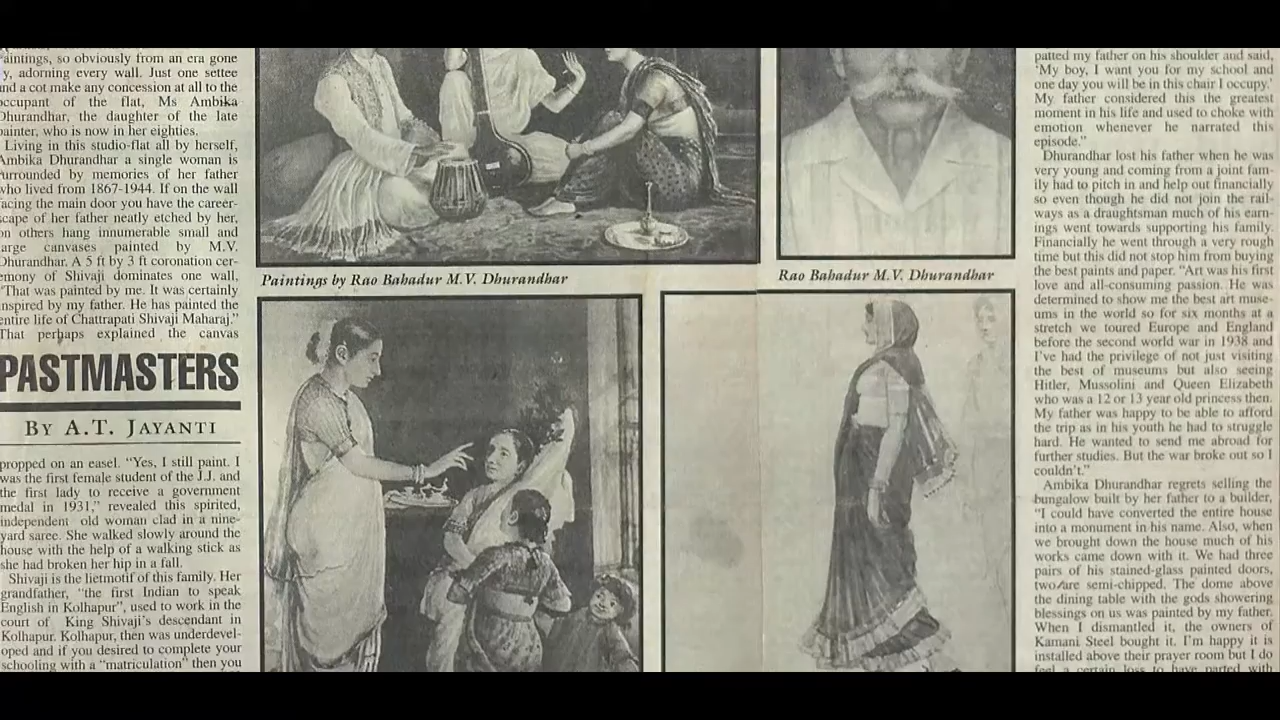 aintings, so obviously from an era gone
y, adorning every wall. Just one settee
nd a cot make any concession at all to the
occupant of the flat, Ms Ambika
Dhurandhar, the daughter of the late
painter, who is now in her eighties.
Living in this studio-flat all by herself,
Ambika Dhurandhar a single woman is
surrounded by memories of her father
who lived from 1867-1944. If on the wall
facing the main door you have the career-
scape of her father neatly etched by her,
on others hang innumerable small and
large canvases painted by M.V.
Dhurandhar. A 5 ft by 3 ft coronation cer-
emony of Shivaji dominates one wall,
"That was painted by me. It was certainly
inspired by my father. He has painted the
entire life of Chattrapati Shivaji Maharaj."
That perhaps explained the canvas
PASTMASTERS
BY A.T. JAYANTI
propped on an easel. "Yes, I still paint. I
was the first female student of the J.J. and
the first lady to receive a government
medal in 1931," revealed this spirited,
independent old woman clad in a nine-
yard saree. She walked slowly around the
house with the help of a walking stick as
she had broken her hip in a fall.
Shivaji is the lietmotif of this family. Her
grandfather, "the first Indian to speak
English in Kolhapur", used to work in the
court of King Shivaji's descendant in
Kolhapur. Kolhapur, then was underdevel-
oped and if you desired to complete your
schooling with a "matriculation" then you
Paintings by Rao Bahadur M.V. Dhurandhar
Rao Bahadur M.V. Dhurandhar
patted my father on his shoulder and said,
'My boy, I want you for my school and
one day you will be in this chair I occupy.'
My father considered this the greatest
moment in his life and used to choke with
emotion whenever he narrated this
episode."
Dhurandhar lost his father when he was
very young and coming from a joint fam-
ily had to pitch in and help out financially
so even though he did not join the rail-
ways as a draughtsman much of his earn-
ings went towards supporting his family.
Financially he went through a very rough
time but this did not stop him from buying
the best paints and paper. "Art was his first
love and all-consuming passion. He was
determined to show me the best art muse-
ums in the world so for six months at a
stretch we toured Europe and England
before the second world war in 1938 and
I've had the privilege of not just visiting
the best of museums but also seeing
Hitler, Mussolini and Queen Elizabeth
who was a 12 or 13 year old princess then.
My father was happy to be able to afford
the trip as in his youth he had to struggle
hard. He wanted to send me abroad for
further studies. But the war broke out so I
couldn't."
Ambika Dhurandhar regrets selling the
bungalow built by her father to a builder,
"I could have converted the entire house
into a monument in his name. Also, when
we brought down the house much of his
works came down with it. We had three
pairs of his stained-glass painted doors,
two are semi-chipped. The dome above
the dining table with the gods showering
blessings on us was painted by my father.
When I dismantled it, the owners of
Kamani Steel bought it. I'm happy it is
installed above their prayer room but I do
feel a certain loss to have parted with